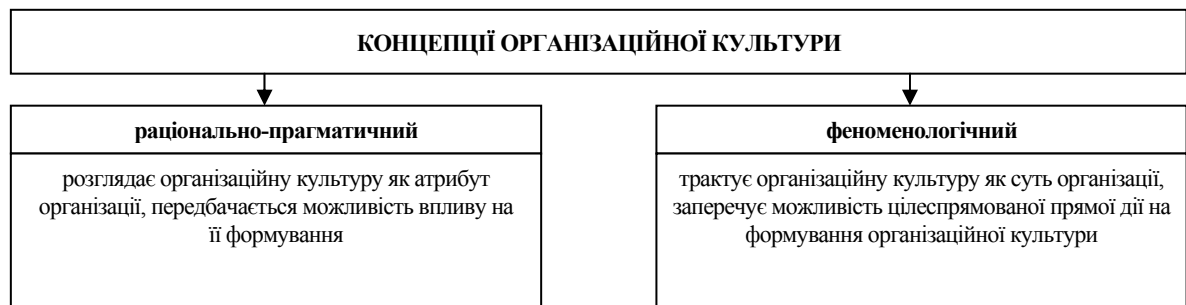 КОНЦЕПЦІЇ ОРГАНІЗАЦІЙНОЇ КУЛЬТУРИ
раціонально-прагматичний
розглядає організаційну культуру як атрибут
організації, передбачається можливість впливу на
її формування
феноменологічний
трактує організаційну культуру як суть організації,
заперечує можливість цілеспрямованої прямої дії на
формування організаційної культури